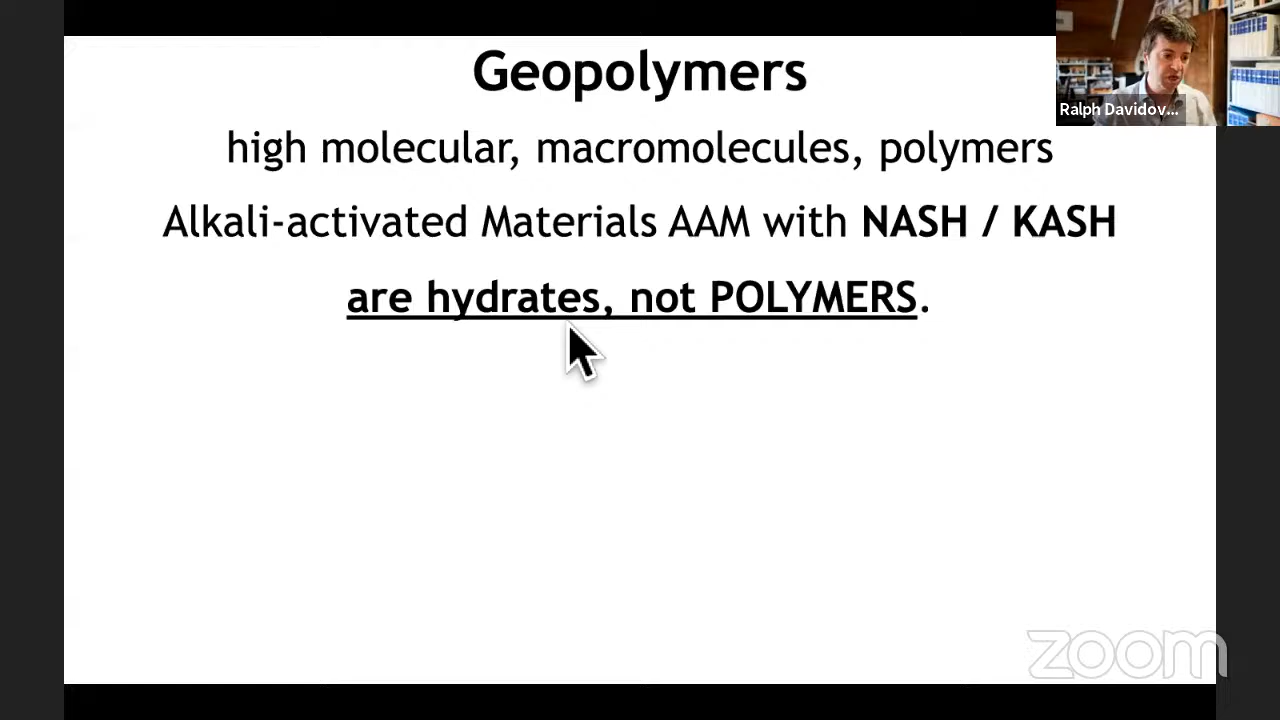 Geopolymers
Ralph Davidov...
high molecular, macromolecules, polymers
Alkali-activated Materials AAM with NASH / KASH
are hydrates, not POLYMERS.
zoom